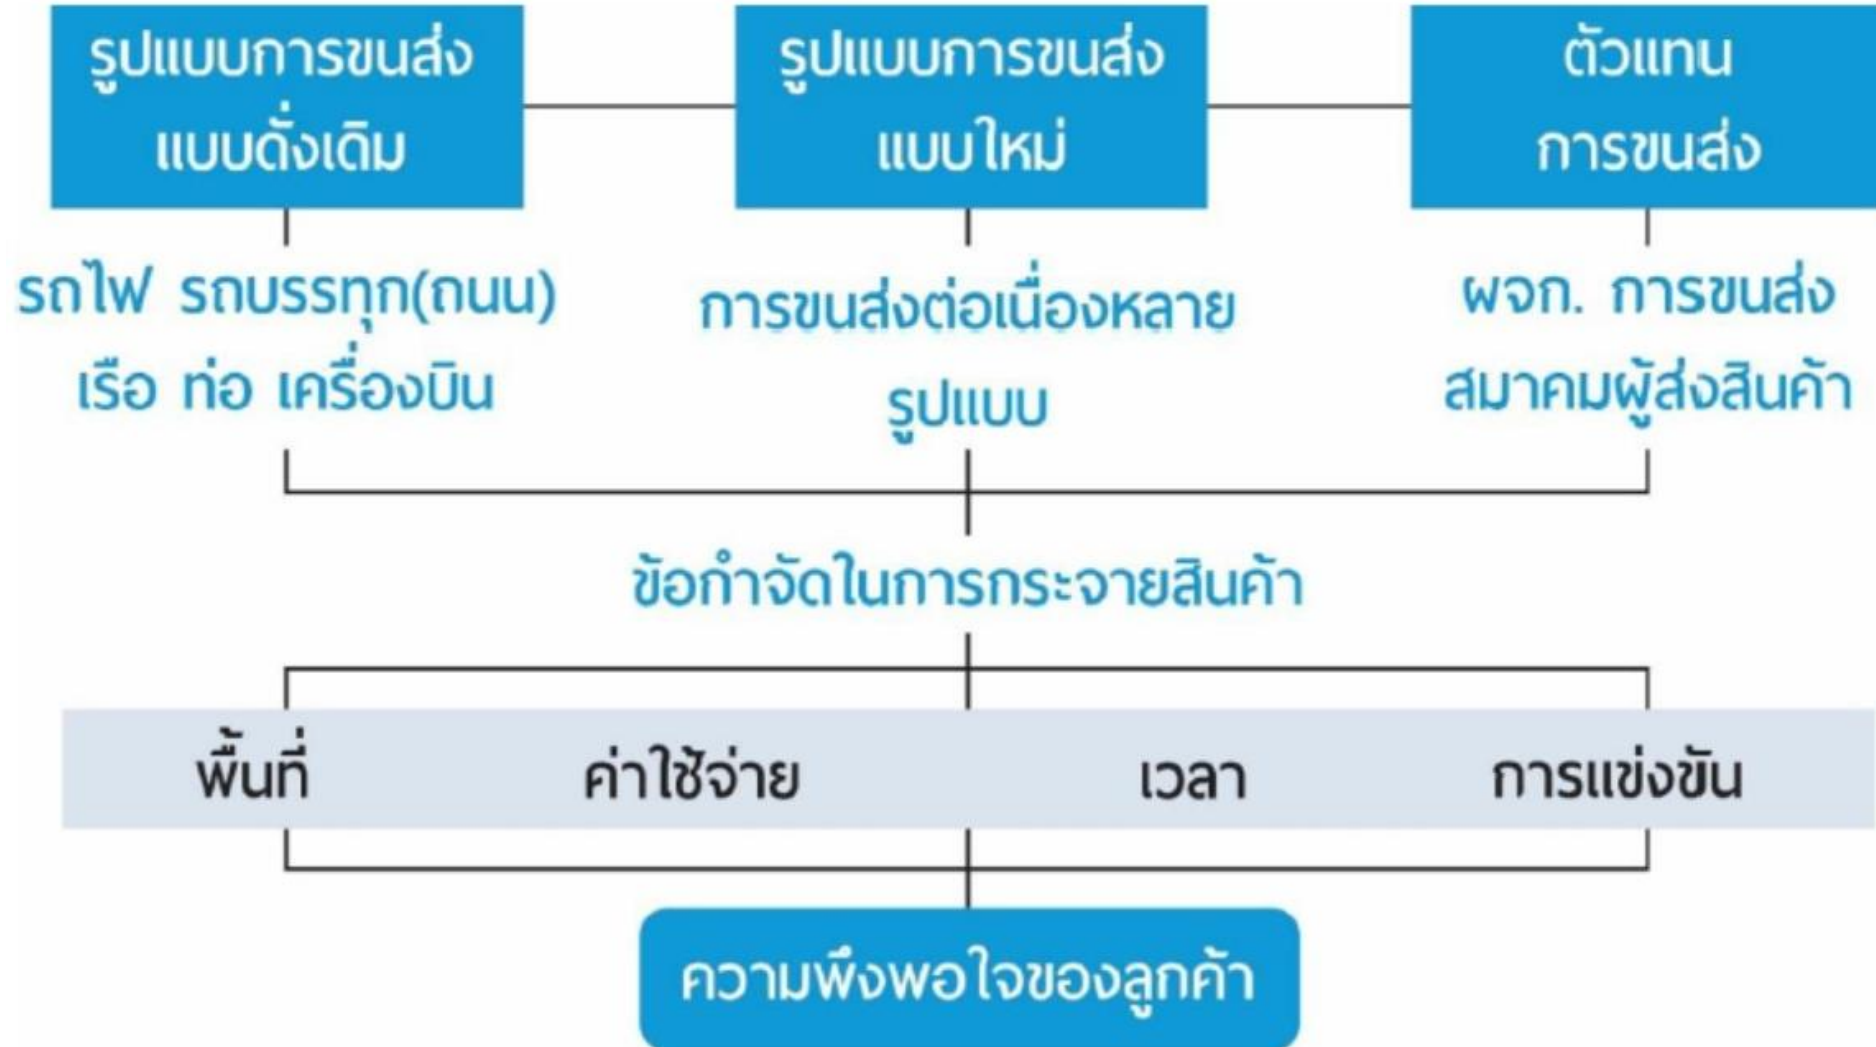 รูปแบบการขนส่ง
แบบดั่งเดิม
รูปแบบการขนส่ง
แบบใหม่
ตัวแทน
การขนส่ง
รถไฟ รถบรรทุก(ถนน)
เรือ ท่อ เครื่องบิน
การขนส่งต่อเนื่องหลาย
รูปแบบ
ผจก. การขนส่ง
สมาคมผู้ส่งสินค้า
ข้อกำจัดในการกระจายสินค้า
พื้นที่ ค่าใช้จ่าย เวลา การแข่งขัน
ความพึงพอใจของลูกค้า